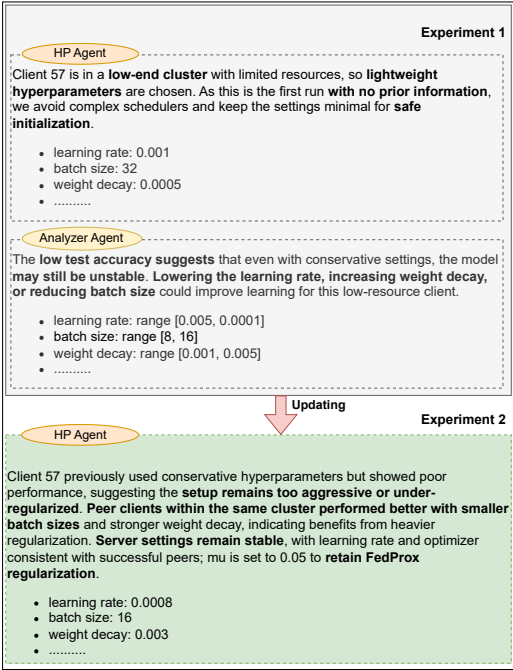 Experiment 1
HP Agent
Client 57 is in a low-end cluster with limited resources, so lightweight
hyperparameters are chosen. As this is the first run with no prior information,
we avoid complex schedulers and keep the settings minimal for safe
initialization.
• learning rate: 0.001
• batch size: 32
• weight decay: 0.0005
• ..........
Analyzer Agent
The low test accuracy suggests that even with conservative settings, the model
may still be unstable. Lowering the learning rate, increasing weight decay,
or reducing batch size could improve learning for this low-resource client.
• learning rate: range [0.005, 0.0001]
• batch size: range [8, 16]
• weight decay: range [0.001, 0.005]
• ..........
Updating
Experiment 2
HP Agent
Client 57 previously used conservative hyperparameters but showed poor
performance, suggesting the setup remains too aggressive or under-
regularized. Peer clients within the same cluster performed better with smaller
batch sizes and stronger weight decay, indicating benefits from heavier
regularization. Server settings remain stable, with learning rate and optimizer
consistent with successful peers; mu is set to 0.05 to retain FedProx
regularization.
• learning rate: 0.0008
• batch size: 16
• weight decay: 0.003
• ..........